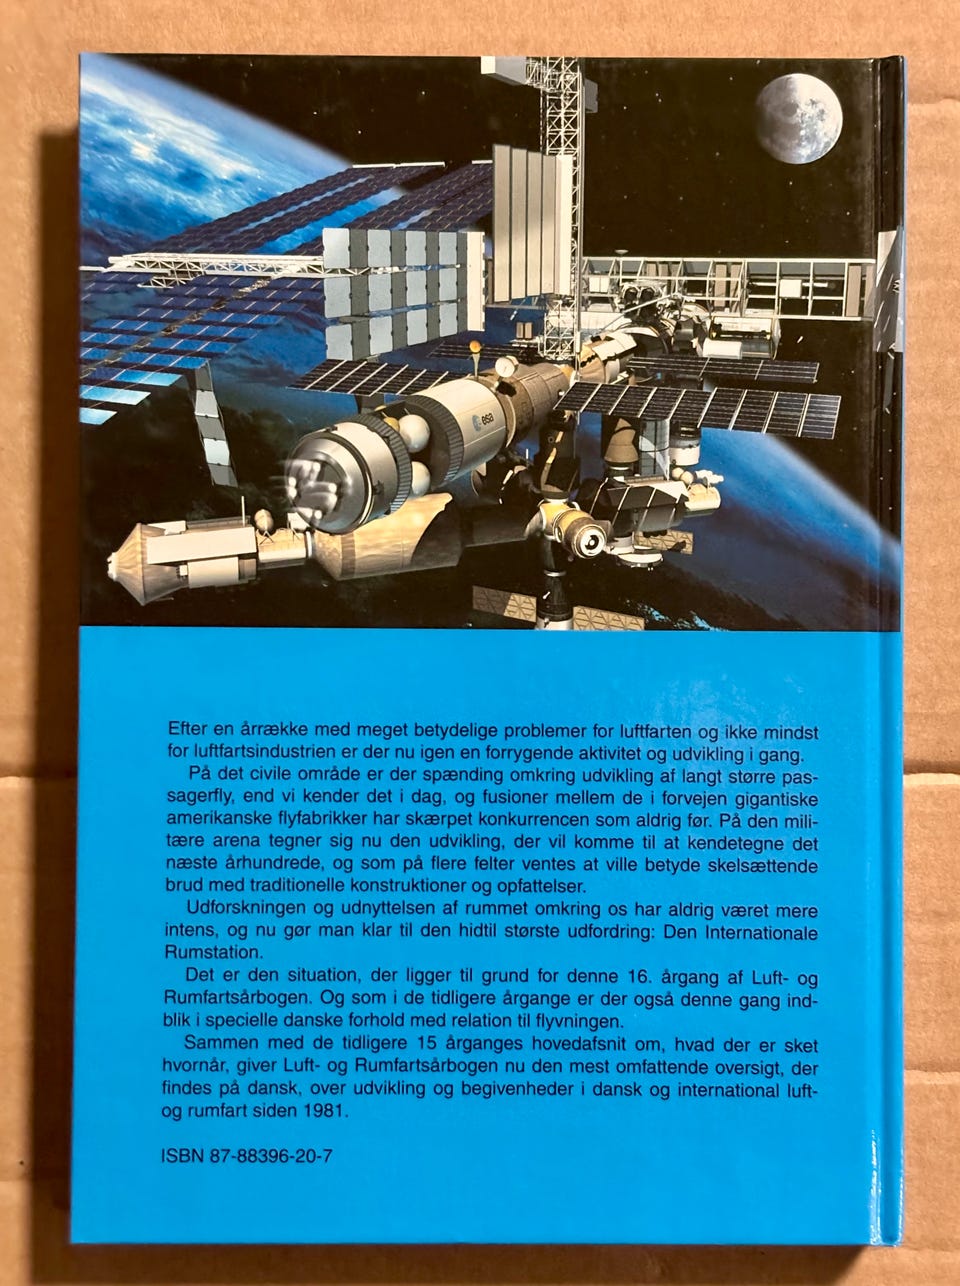 esa
Efter en årrække med meget betydelige problemer for luftfarten og ikke mindst
for luftfartsindustrien er der nu igen en forrygende aktivitet og udvikling i gang.
På det civile område er der spænding omkring udvikling af langt større pas-
sagerfly, end vi kender det i dag, og fusioner mellem de i forvejen gigantiske
amerikanske flyfabrikker har skærpet konkurrencen som aldrig før. På den mili-
tære arena tegner sig nu den udvikling, der vil komme til at kendetegne det
næste århundrede, og som på flere felter ventes at ville betyde skelsættende
brud med traditionelle konstruktioner og opfattelser.
Udforskningen og udnyttelsen af rummet omkring os har aldrig været mere
intens, og nu gør man klar til den hidtil største udfordring: Den Internationale
Rumstation.
Det er den situation, der ligger til grund for denne 16. årgang af Luft- og
Rumfartsårbogen. Og som i de tidligere årgange er der også denne gang ind-
blik i specielle danske forhold med relation til flyvningen.
Sammen med de tidligere 15 årganges hovedafsnit om, hvad der er sket
hvornår, giver Luft- og Rumfartsårbogen nu den mest omfattende oversigt, der
findes på dansk, over udvikling og begivenheder i dansk og international luft-
og rumfart siden 1981.
ISBN 87-88396-20-7